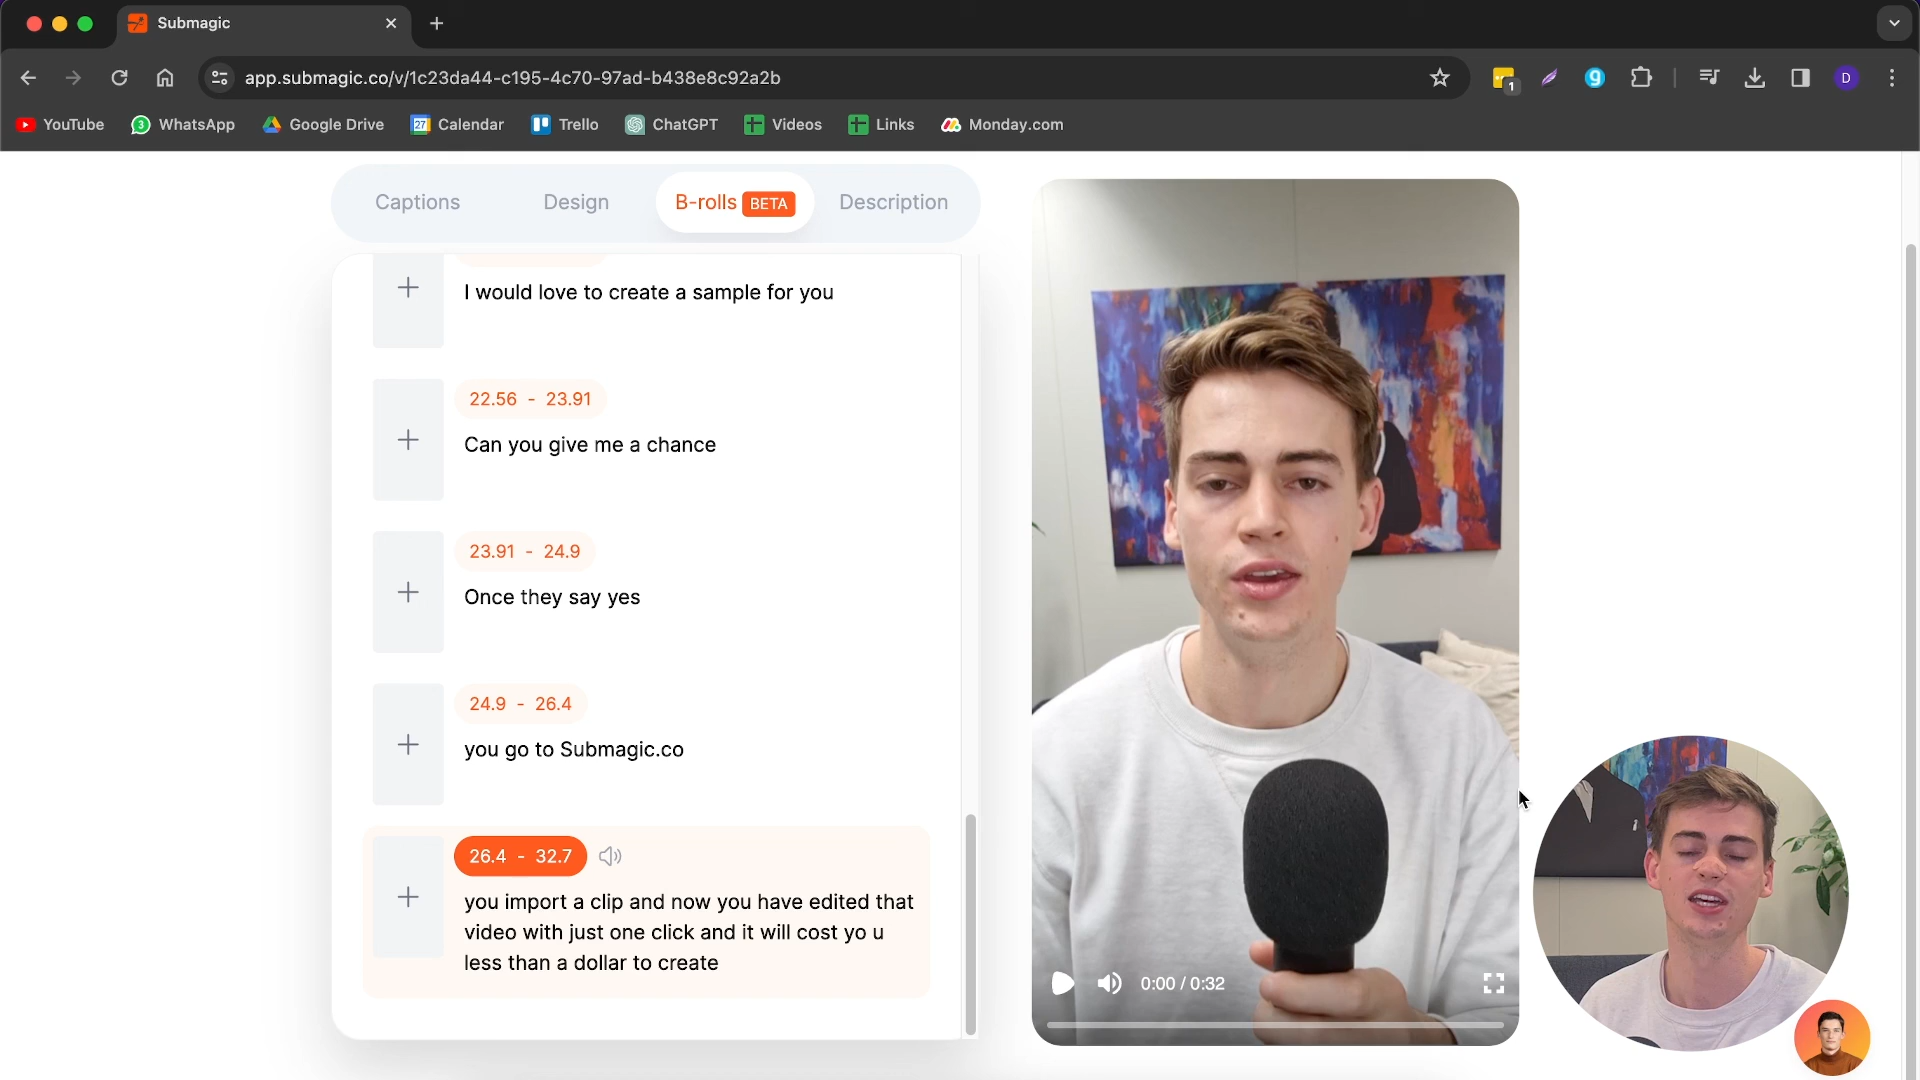 Submagic
app.submagic.co/v/1c23da44-c195-4c70-97ad-b438e8c92a2b
1
D
YouTube
3
WhatsApp
Google Drive
27
Calendar
Trello
ChatGPT
Videos
Links
Monday.com
Captions
Design
B-rolls BETA
Description
I would love to create a sample for you
22.56 - 23.91
Can you give me a chance
23.91 - 24.9
Once they say yes
24.9 - 26.4
you go to Submagic.co
26.4 - 32.7
you import a clip and now you have edited that
video with just one click and it will cost yo u
less than a dollar to create
0:00 / 0:32